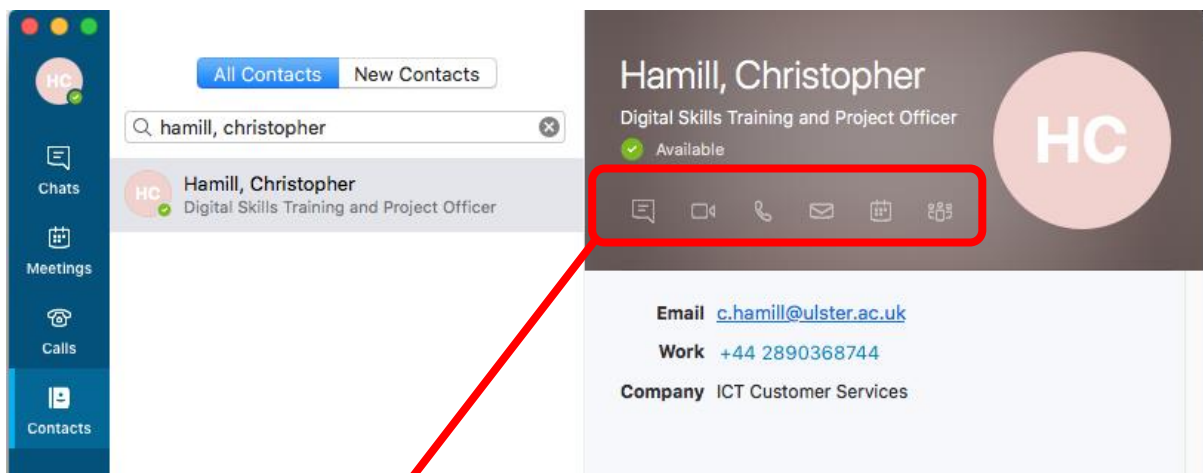 HC
Chats
Meetings
Calls
Contacts
All Contacts New Contacts
hamill, christopher
HC
Hamill, Christopher
Digital Skills Training and Project Officer
Hamill, Christopher
Digital Skills Training and Project Officer
Available
HC
Email c.hamill@ulster.ac.uk
Work +44 2890368744
Company ICT Customer Services